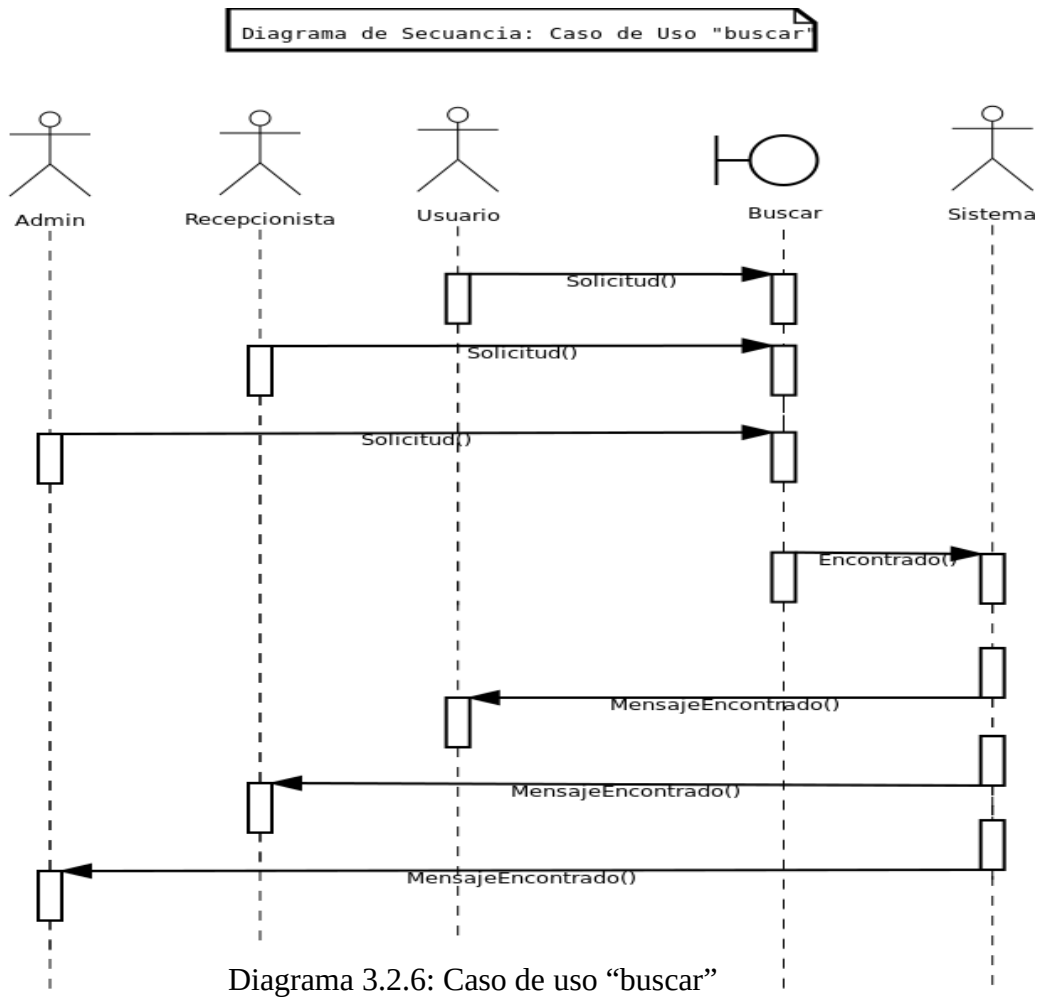 Diagrama de Secuancia: Caso de Uso "buscar"
Admin
Recepcionista
Usuario
Buscar
Sistema
Solicitud()
Solicitud()
Solicitud()
Encontrado()
MensajeEncontrado()
MensajeEncontrado()
MensajeEncontrado()
Diagrama 3.2.6: Caso de uso “buscar”